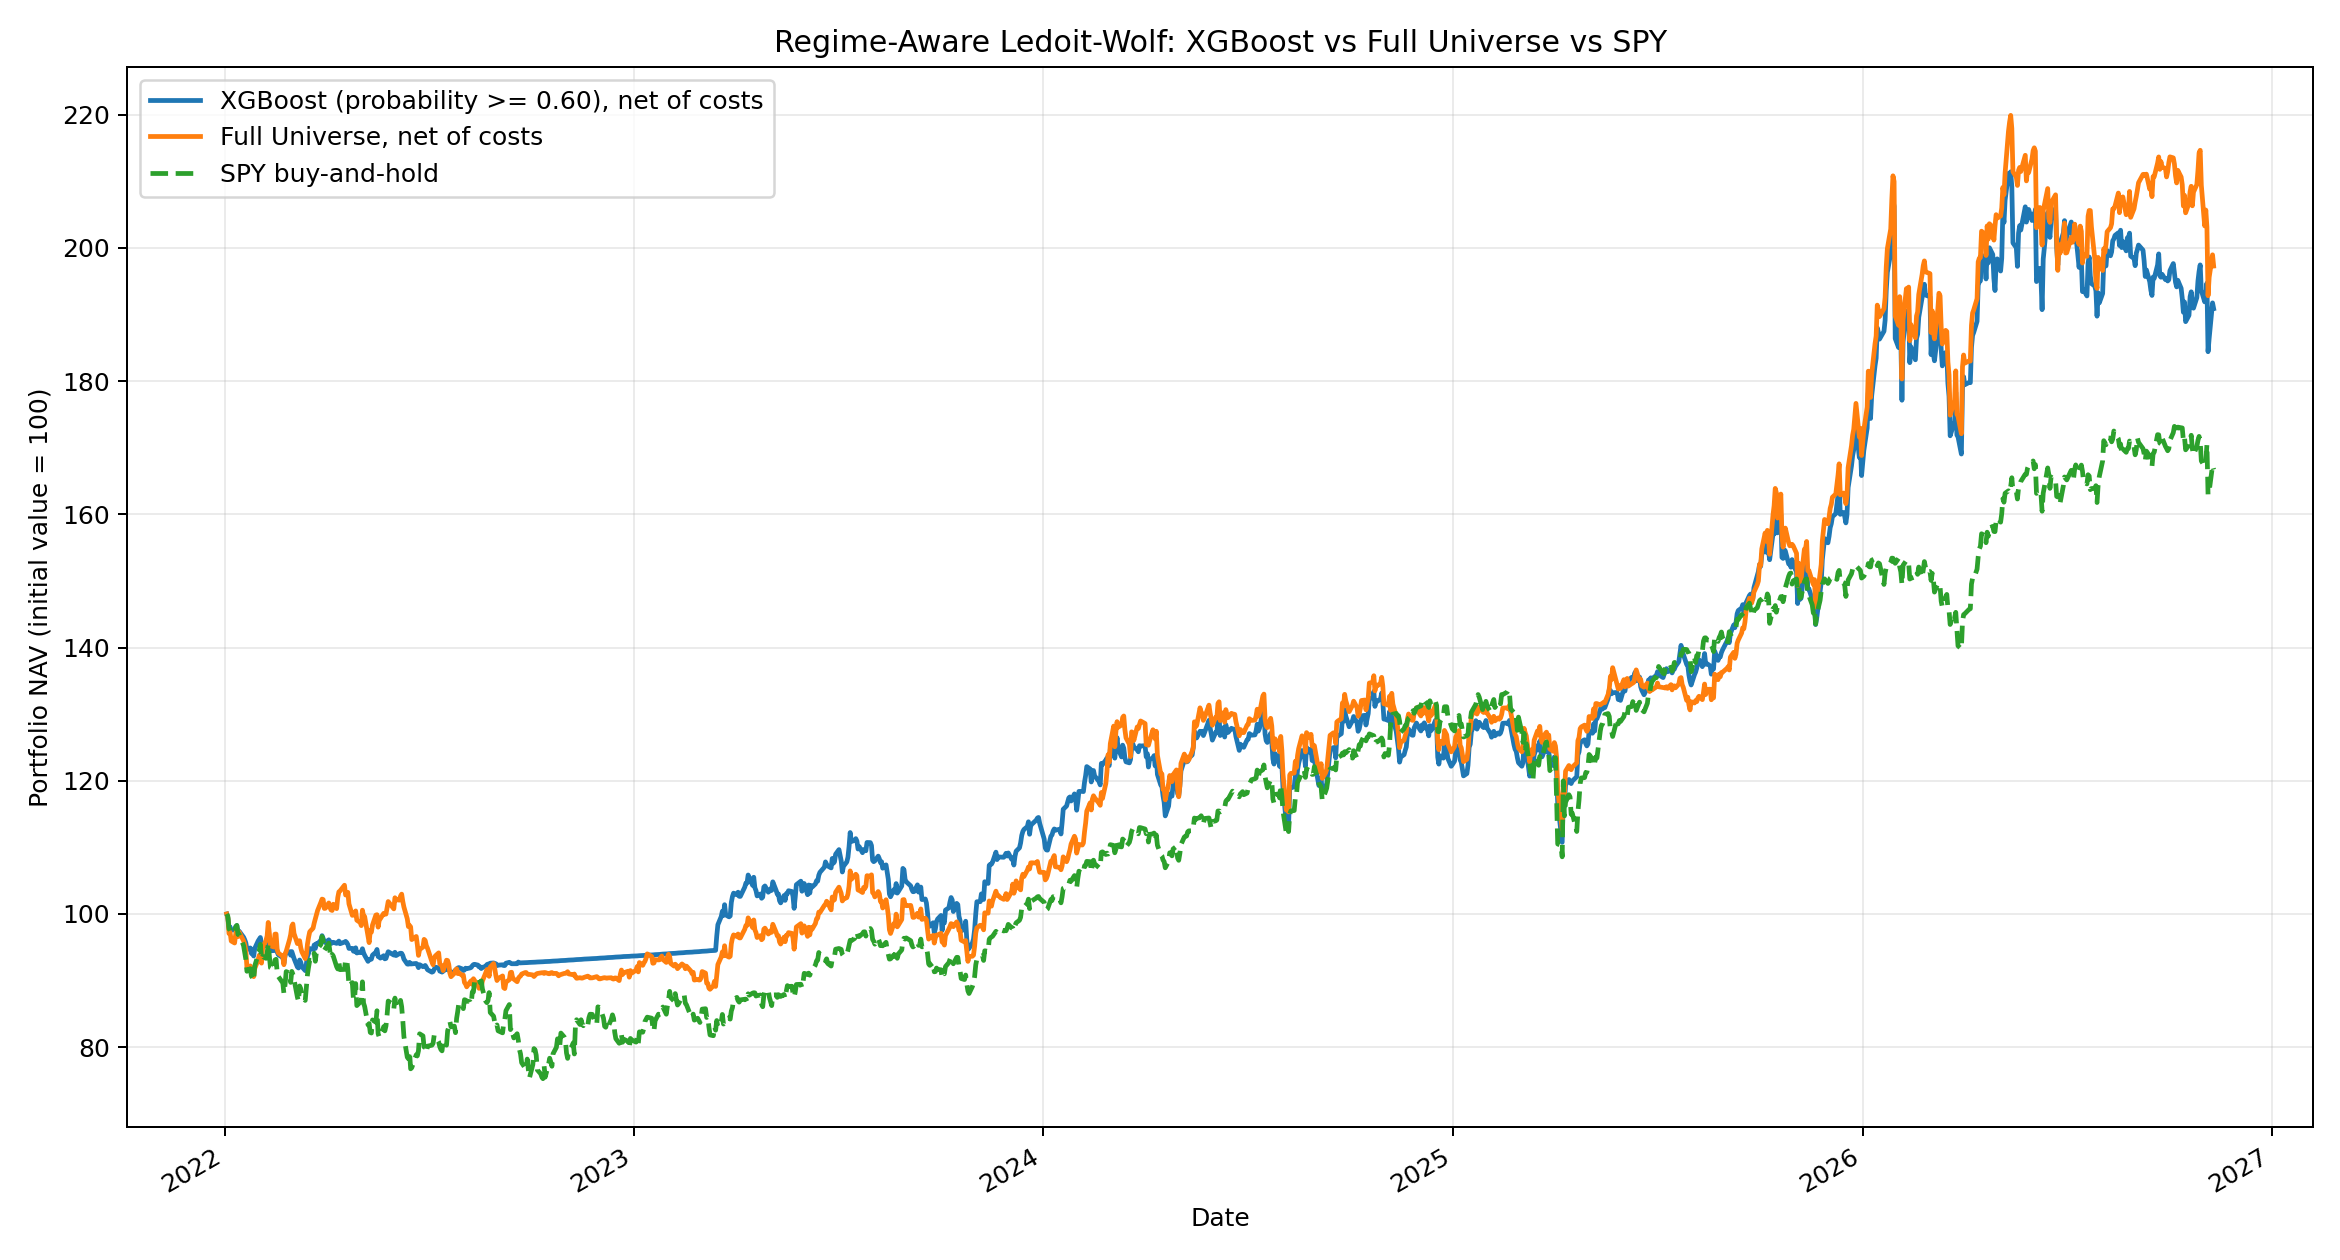 Regime-Aware Ledoit-Wolf: XGBoost vs Full Universe vs SPY
XGBoost (probability >= 0.60), net of costs
Full Universe, net of costs
SPY buy-and-hold
Portfolio NAV (initial value = 100)
220
200
180
160
140
120
100
80
2022
2023
2024
2025
2026
2027
Date